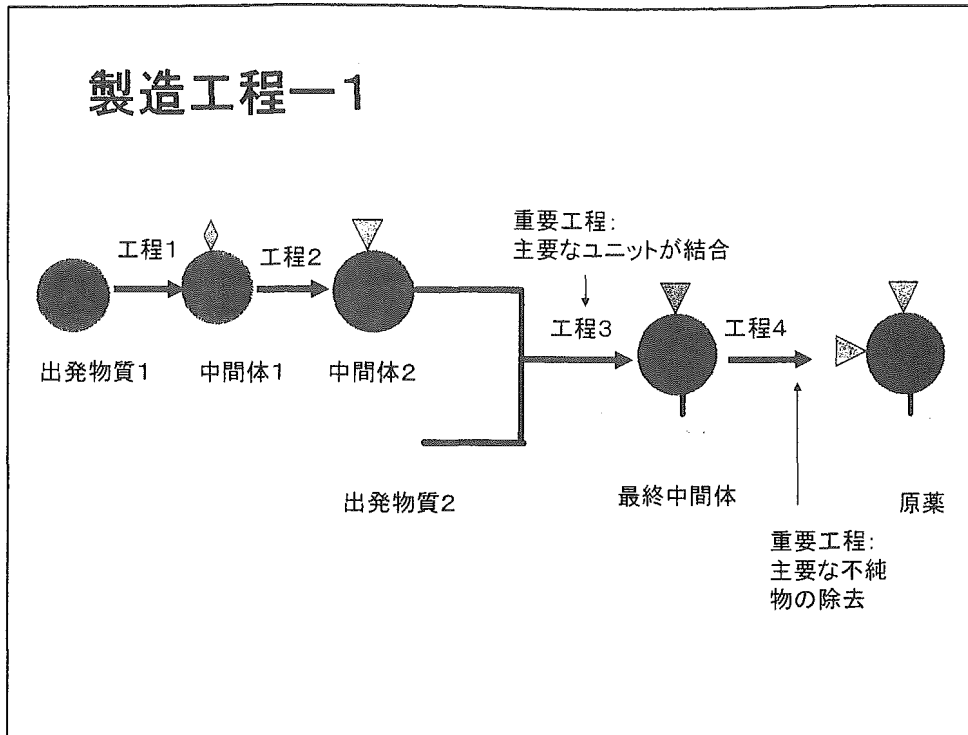 製造工程ー1
重要工程:
主要なユニットが結合
工程1
工程2
工程3
工程4
出発物質1
中間体1
中間体2
出発物質2
最終中間体
原薬
重要工程:
主要な不純
物の除去